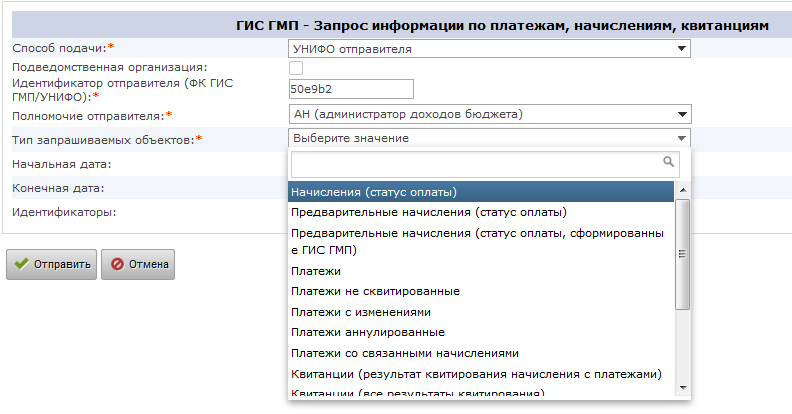 ГИС ГМП - Запрос информации по платежам, начислениям, квитанциям
Способ подачи:* УНИФО отправителя
Подведомственная организация:
Идентификатор отправителя (ФК ГИС
ГМП/УНИФО):* 50e9b2
Полномочие отправителя:* АН (администратор доходов бюджета)
Тип запрашиваемых объектов:* Выберите значение
Начальная дата:
Конечная дата:
Идентификаторы:
Начисления (статус оплаты)
Предварительные начисления (статус оплаты)
Предварительные начисления (статус оплаты, сформированны
е ГИС ГМП)
Платежи
Платежи не сквитированные
Платежи с изменениями
Платежи аннулированные
Платежи со связанными начислениями
Квитанции (результат квитирования начисления с платежами)
Квитанции (все результаты квитирования)
Отправить
Отмена